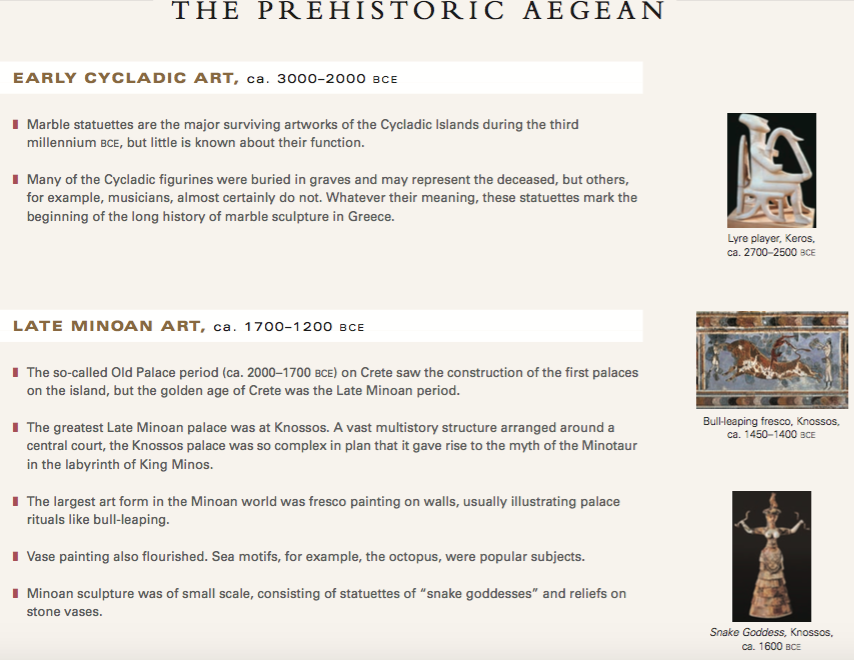 THE PREHISTORIC AEGEAN
EARLY CYCLADIC ART, ca. 3000–2000 BCE
Marble statuettes are the major surviving artworks of the Cycladic Islands during the third
millennium BCE, but little is known about their function.
Many of the Cycladic figurines were buried in graves and may represent the deceased, but others,
for example, musicians, almost certainly do not. Whatever their meaning, these statuettes mark the
beginning of the long history of marble sculpture in Greece.
Lyre player, Keros,
ca. 2700–2500 BCE
LATE MINOAN ART, ca. 1700–1200 BCE
The so-called Old Palace period (ca. 2000–1700 BCE) on Crete saw the construction of the first palaces
on the island, but the golden age of Crete was the Late Minoan period.
The greatest Late Minoan palace was at Knossos. A vast multistory structure arranged around a
central court, the Knossos palace was so complex in plan that it gave rise to the myth of the Minotaur
in the labyrinth of King Minos.
The largest art form in the Minoan world was fresco painting on walls, usually illustrating palace
rituals like bull-leaping.
Vase painting also flourished. Sea motifs, for example, the octopus, were popular subjects.
Minoan sculpture was of small scale, consisting of statuettes of “snake goddesses” and reliefs on
stone vases.
Bull-leaping fresco, Knossos,
ca. 1450–1400 BCE
Snake Goddess, Knossos,
ca. 1600 BCE